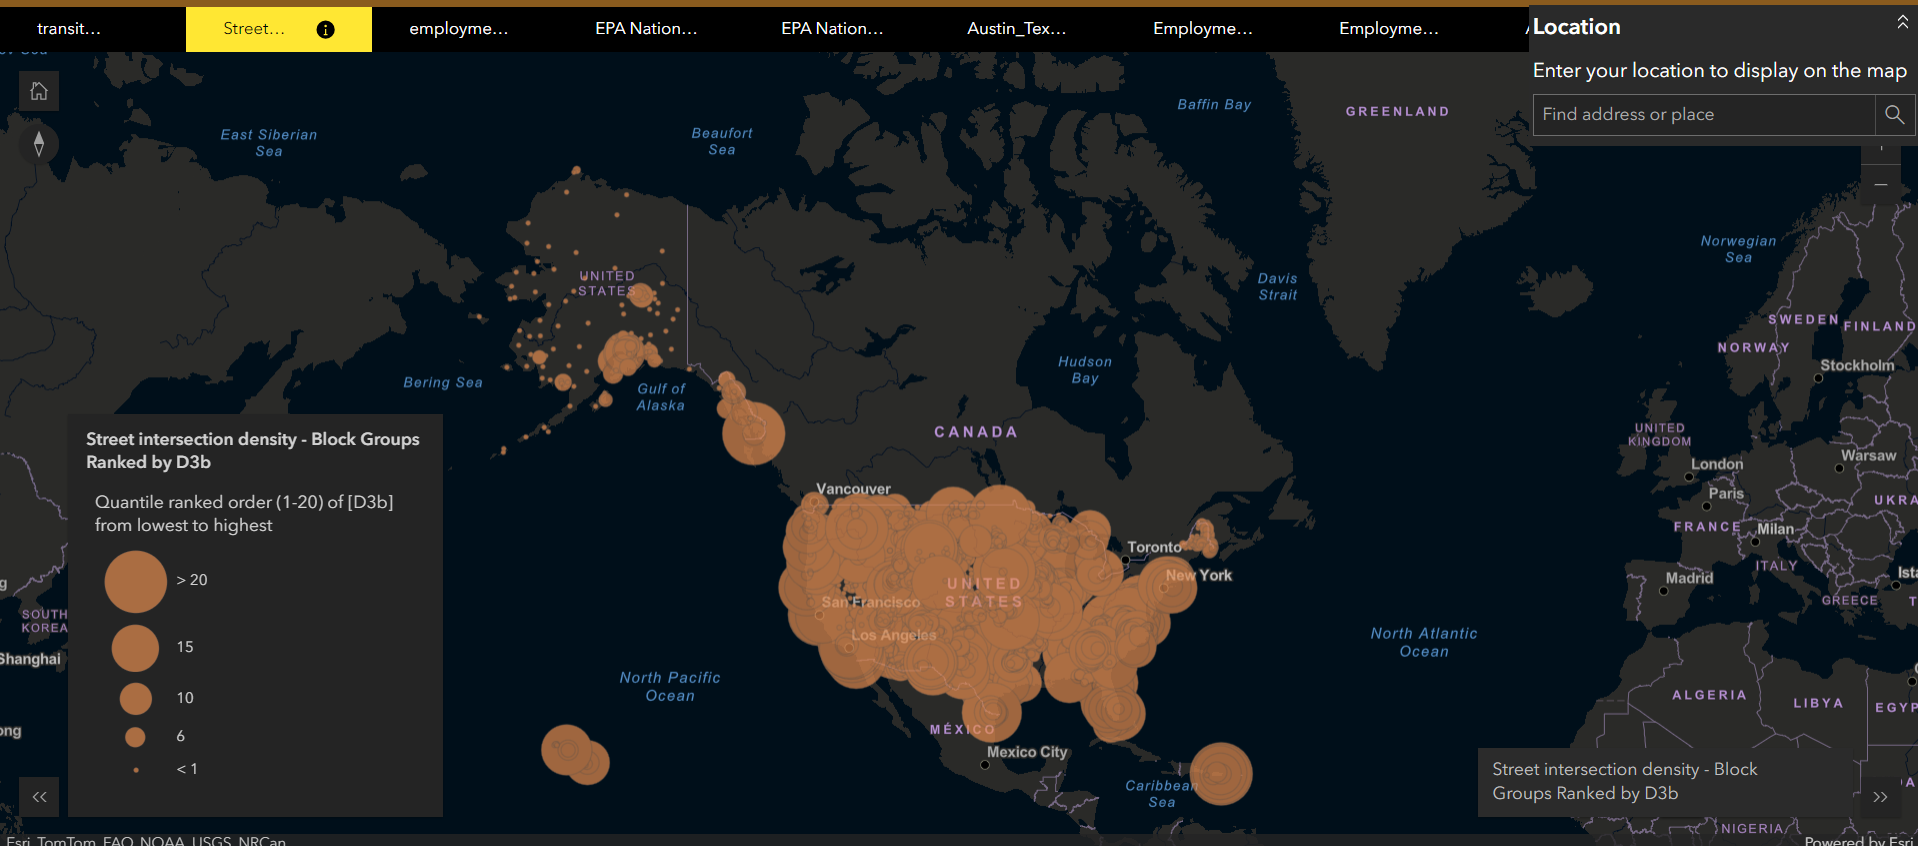 transit...
Street...
employme...
EPA Nation...
EPA Nation...
Austin_Tex...
Employme...
Employme...
Location
Enter your location to display on the map
Find address or place
East Siberian
Sea
Beaufort
Sea
Baffin Bay
GREENLAND
Norwegian
Sea
Davis
Strait
UNITED
STATES
SWEDEN
FINLAND
NORWAY
Stockholm
Hudson
Bay
Bering Sea
Gulf of
Alaska
CANADA
UNITED
KINGDOM
London
Warsaw
Paris
UKRA
FRANCE
Milan
ITALY
Ista
Madrid
GREECE
T
Vancouver
Toronto
New York
UNITED
STATES
San Francisco
Los Angeles
North Atlantic
Ocean
North Pacific
Ocean
MÉXICO
Mexico City
Caribbean
Sea
ALGERIA
LIBYA
EGYP
NIGERIA
SOUTH
KOREA
Shanghai
ong
Street intersection density - Block Groups
Ranked by D3b
Quantile ranked order (1-20) of [D3b]
from lowest to highest
> 20
15
10
6
< 1
Street intersection density - Block
Groups Ranked by D3b
Esri, TomTom, FAO, NOAA, USGS, NRCan
Powered by Esri